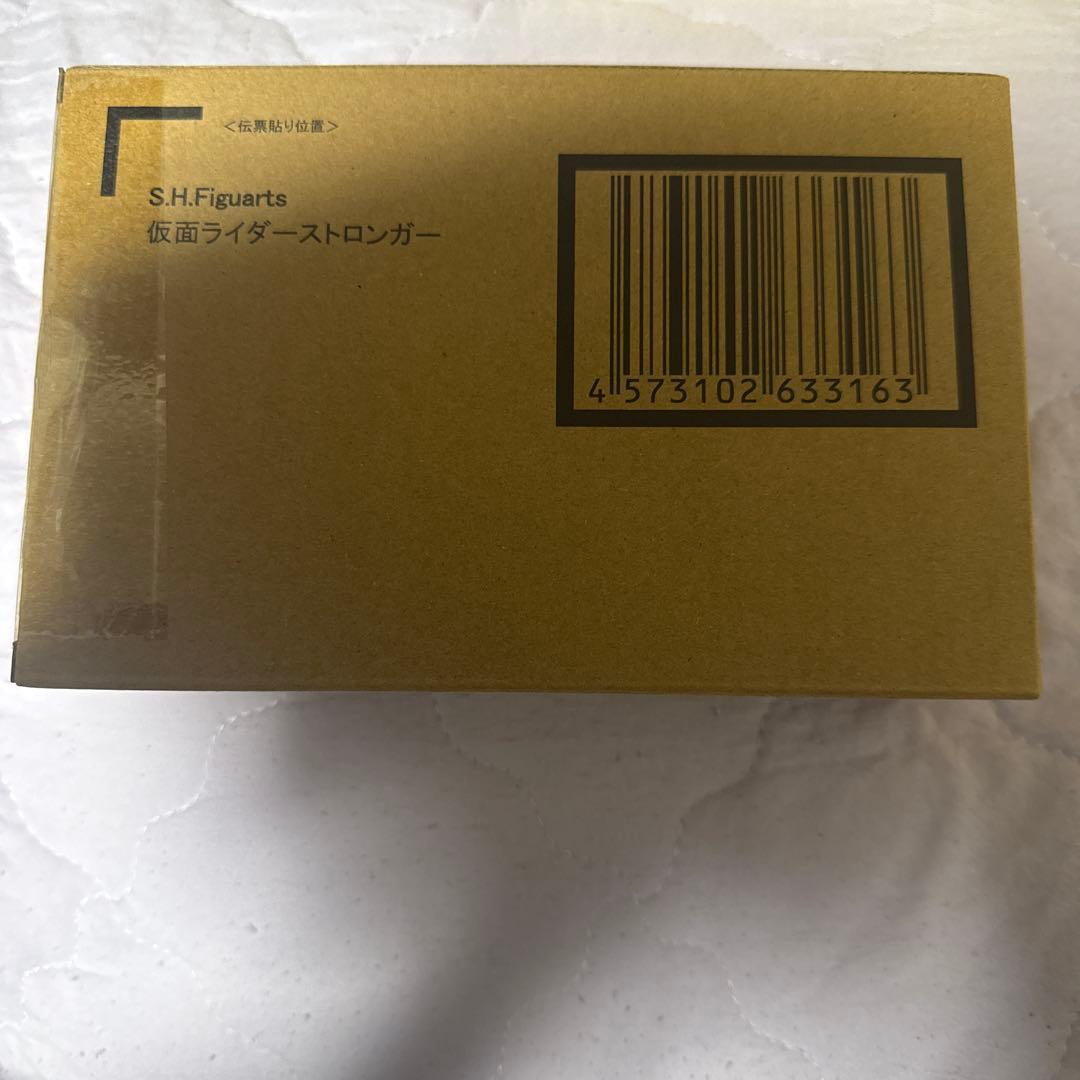 ＜伝票貼り位置＞
S.H.Figuarts
仮面ライダーストロンガー
4 573102 633163